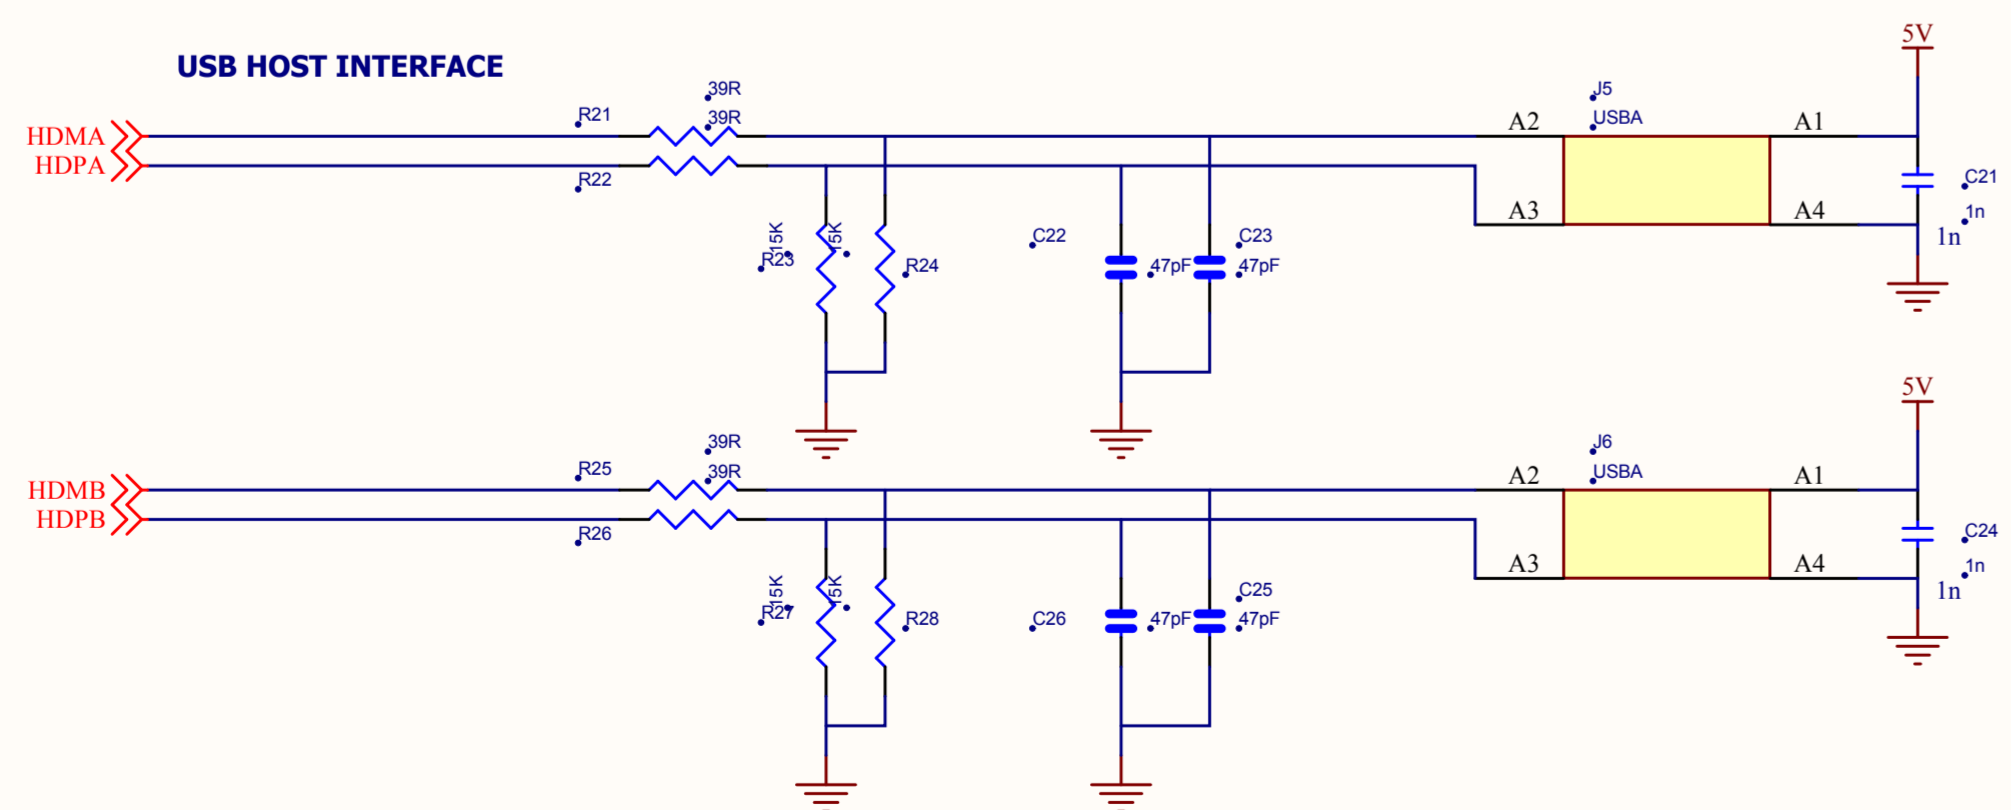 5V
USB HOST INTERFACE
39R
J5
R21
39R
USBA
HDMA
A2
A1
HDPA
R22
C21
A3
A4
1n
1n
15K
15K
R23
R24
C22
C23
47pF
47pF
5V
39R
J6
R25
39R
USBA
HDMB
A2
A1
HDPB
R26
C24
A3
A4
1n
1n
15K
15K
R27
R28
C26
C25
47pF
47pF